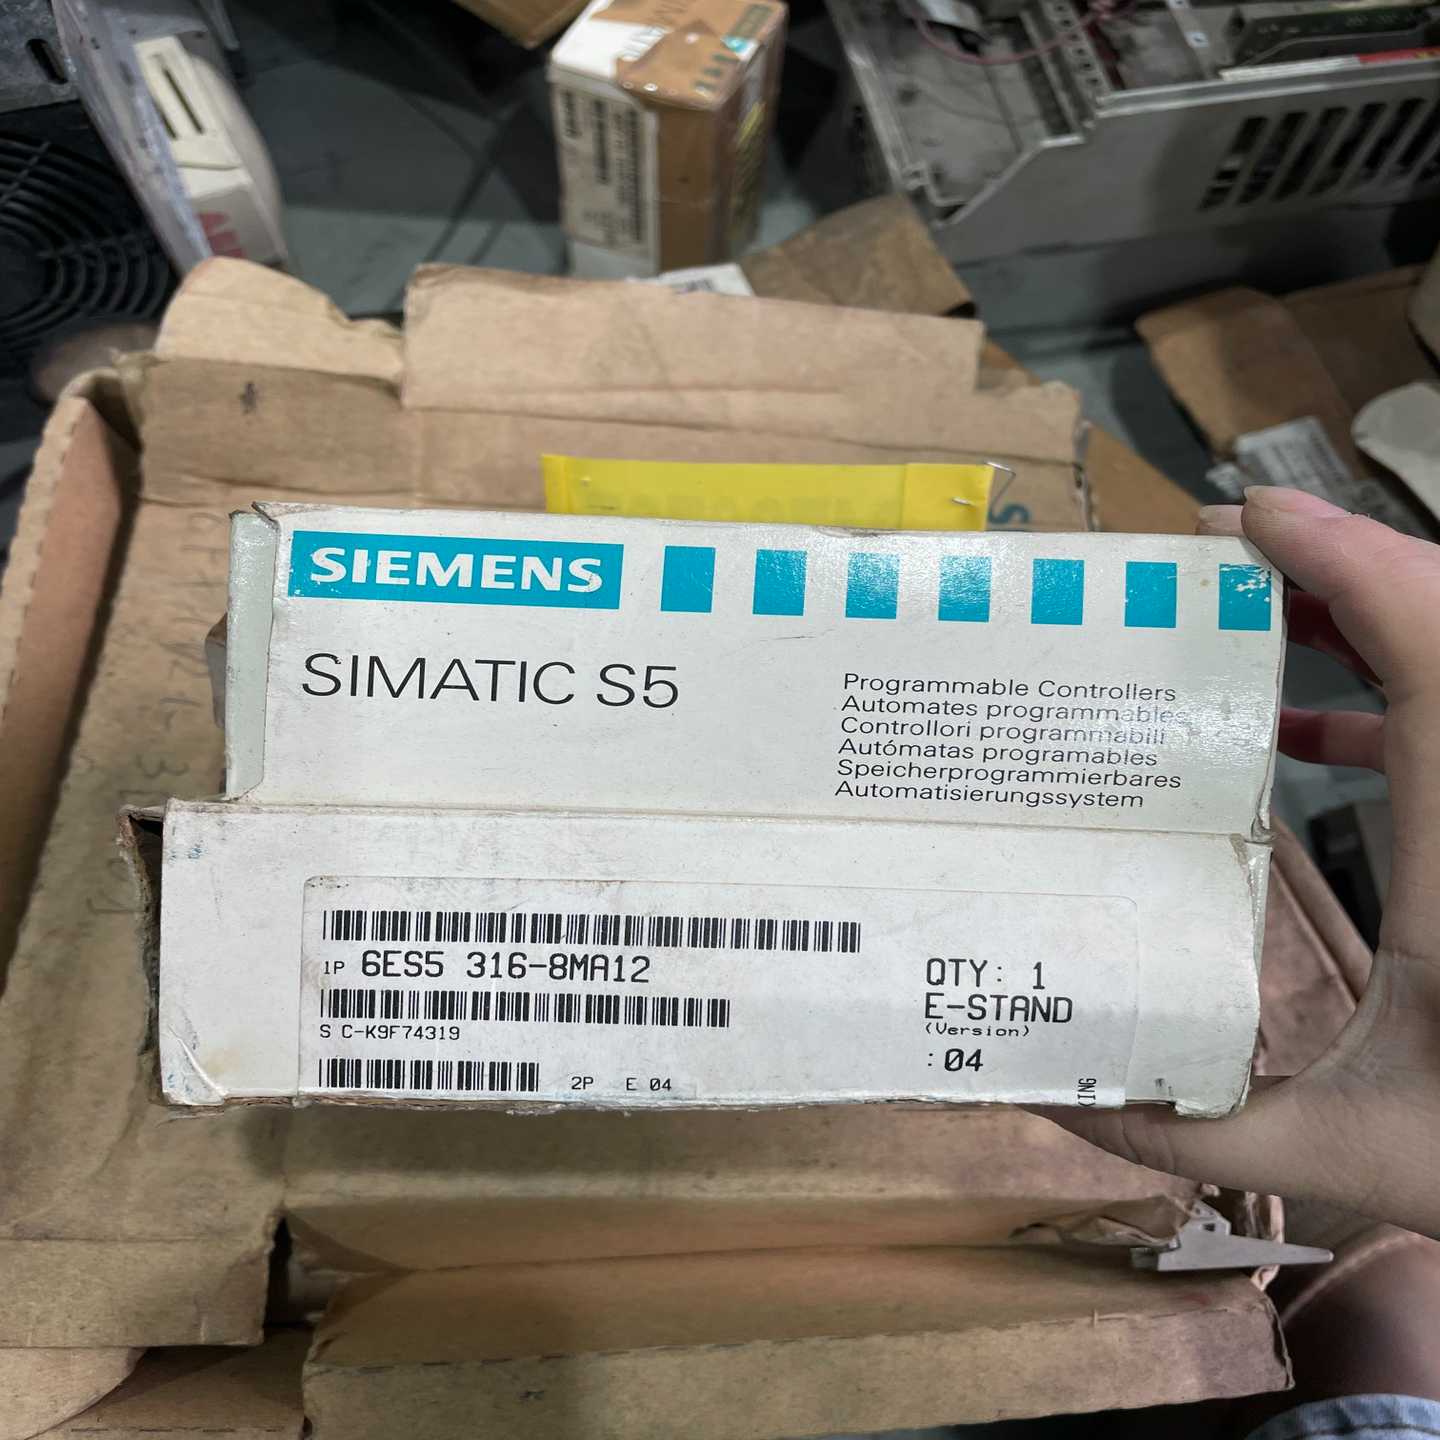 SIEMENS
SIMATIC S5
Programmable Controllers
Automates programmables
Controllori programmabili
Autómatas programables
Speicherprogrammierbares
Automatisierungssystem
1P 6ES5 316-8MA12
S C-K9F74319
2P E 04
QTY: 1
E-STAND
(Version)
:04